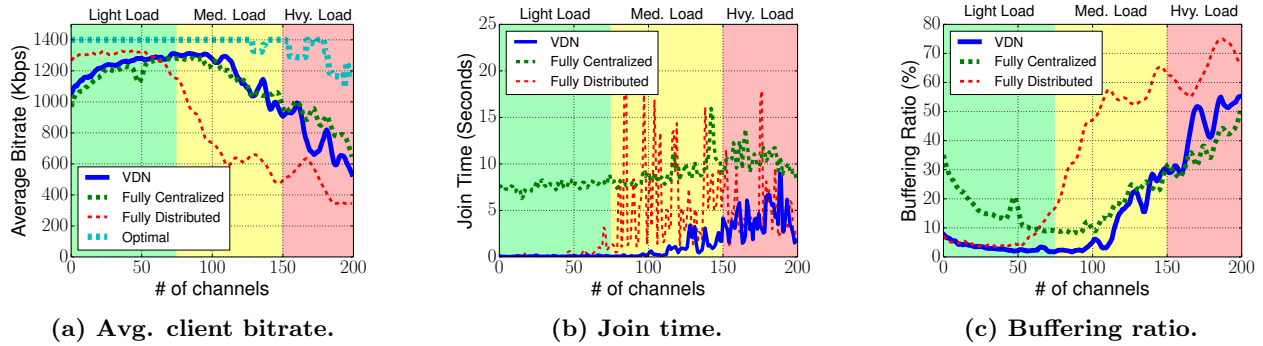 Light Load Med. Load Hvy. Load
1400
1200
1000
800
600
400
200
0
Average Bitrate (Kbps)
VDN
Fully Centralized
Fully Distributed
Optimal
0 50 100 150 200
# of channels
(a) Avg. client bitrate.
Light Load Med. Load Hvy. Load
25
20
15
10
5
0
Join Time (Seconds)
VDN
Fully Centralized
Fully Distributed
0 50 100 150 200
# of channels
(b) Join time.
Light Load Med. Load Hvy. Load
80
70
60
50
40
30
20
10
0
Buffering Ratio (%)
VDN
Fully Centralized
Fully Distributed
0 50 100 150 200
# of channels
(c) Buffering ratio.